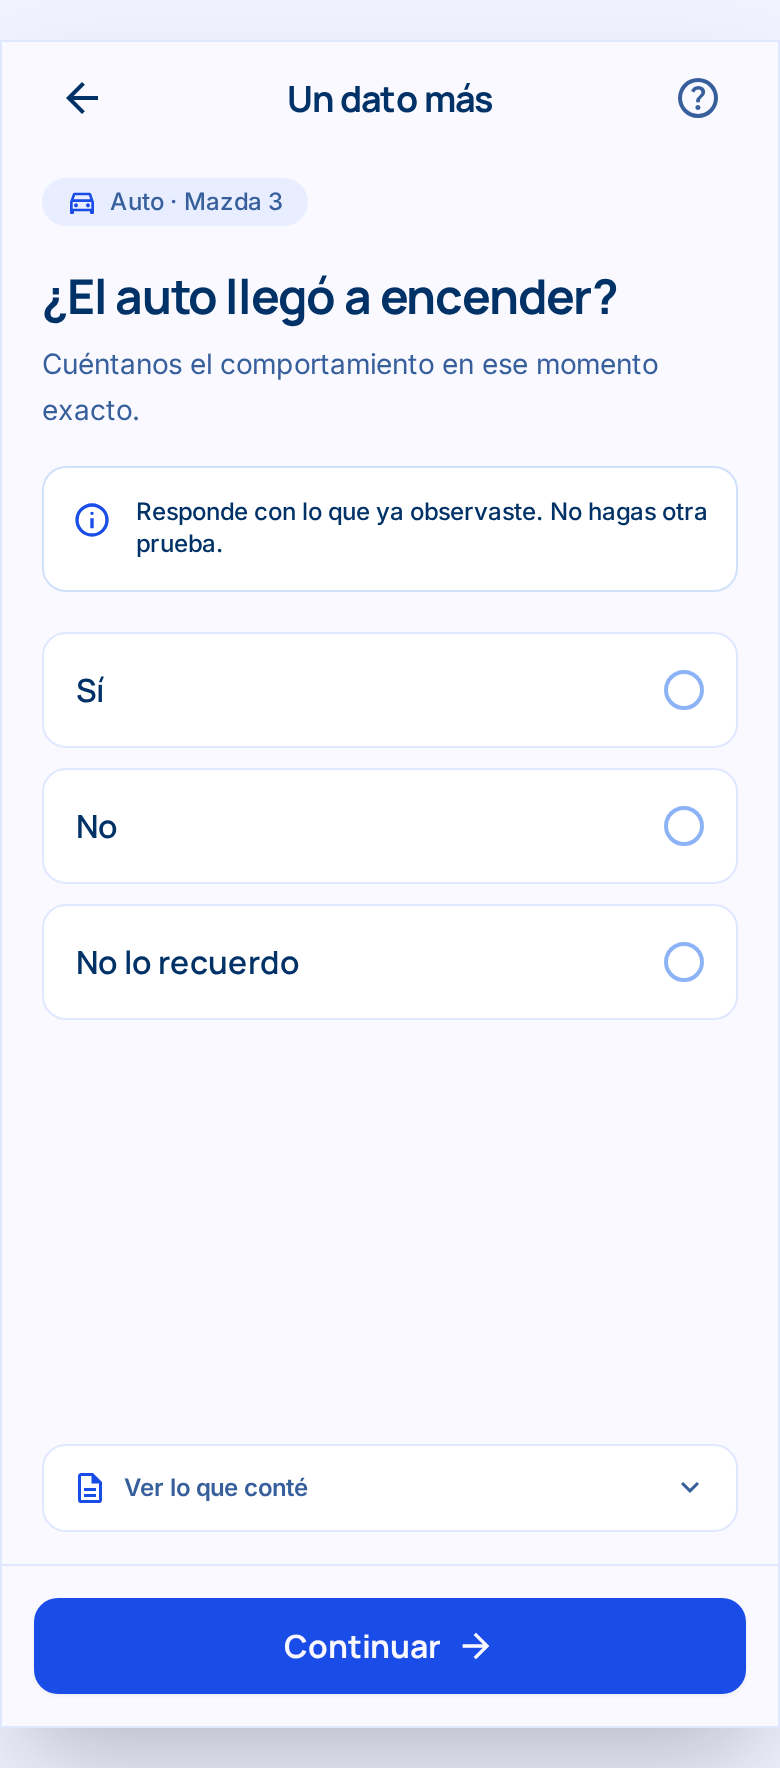 Un dato más
Auto · Mazda 3
¿El auto llegó a encender?
Cuéntanos el comportamiento en ese momento
exacto.
Responde con lo que ya observaste. No hagas otra
prueba.
Sí
No
No lo recuerdo
Ver lo que conté
Continuar